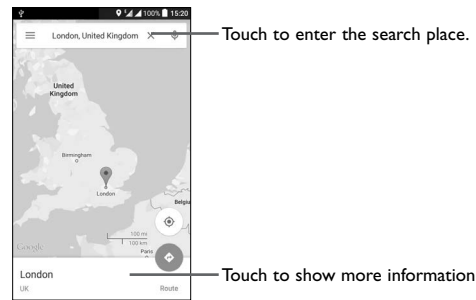 100% 15:20
London, United Kingdom
Touch to enter the search place.
United
Kingdom
Birmingham
London
Belgiu
100 mi
100 km
Google
Paris
London
Touch to show more information
UK
Route